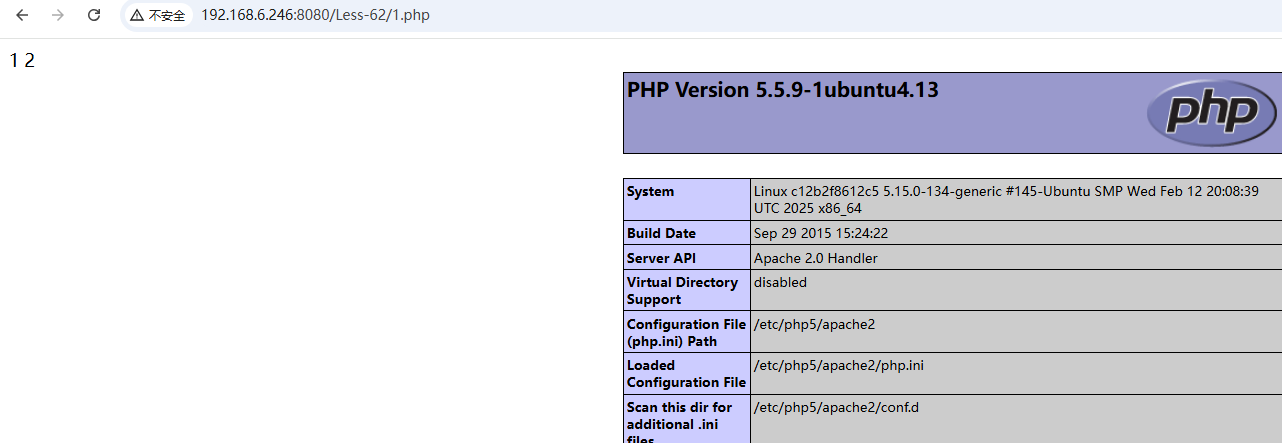 不安全 192.168.6.246:8080/Less-62/1.php
1 2
PHP Version 5.5.9-1ubuntu4.13
php
System Linux c12b2f8612c5 5.15.0-134-generic #145-Ubuntu SMP Wed Feb 12 20:08:39
UTC 2025 x86_64
Build Date Sep 29 2015 15:24:22
Server API Apache 2.0 Handler
Virtual Directory disabled
Support
Configuration File /etc/php5/apache2
(php.ini) Path
Loaded /etc/php5/apache2/php.ini
Configuration File
Scan this dir for /etc/php5/apache2/conf.d
additional .ini
files